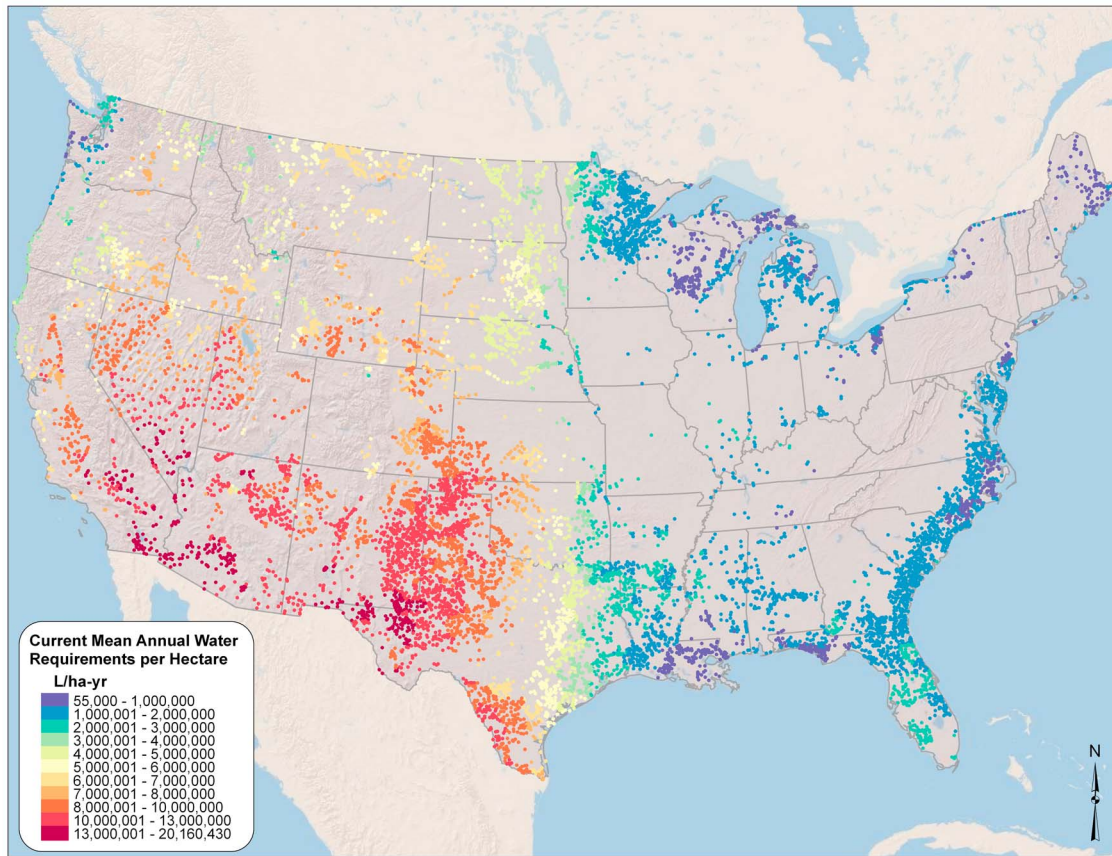 Current Mean Annual Water
Requirements per Hectare
L/ha-yr
55,000 - 1,000,000
1,000,001 - 2,000,000
2,000,001 - 3,000,000
3,000,001 - 4,000,000
4,000,001 - 5,000,000
5,000,001 - 6,000,000
6,000,001 - 7,000,000
7,000,001 - 8,000,000
8,000,001 - 10,000,000
10,000,001 - 13,000,000
13,000,001 - 20,160,430
N